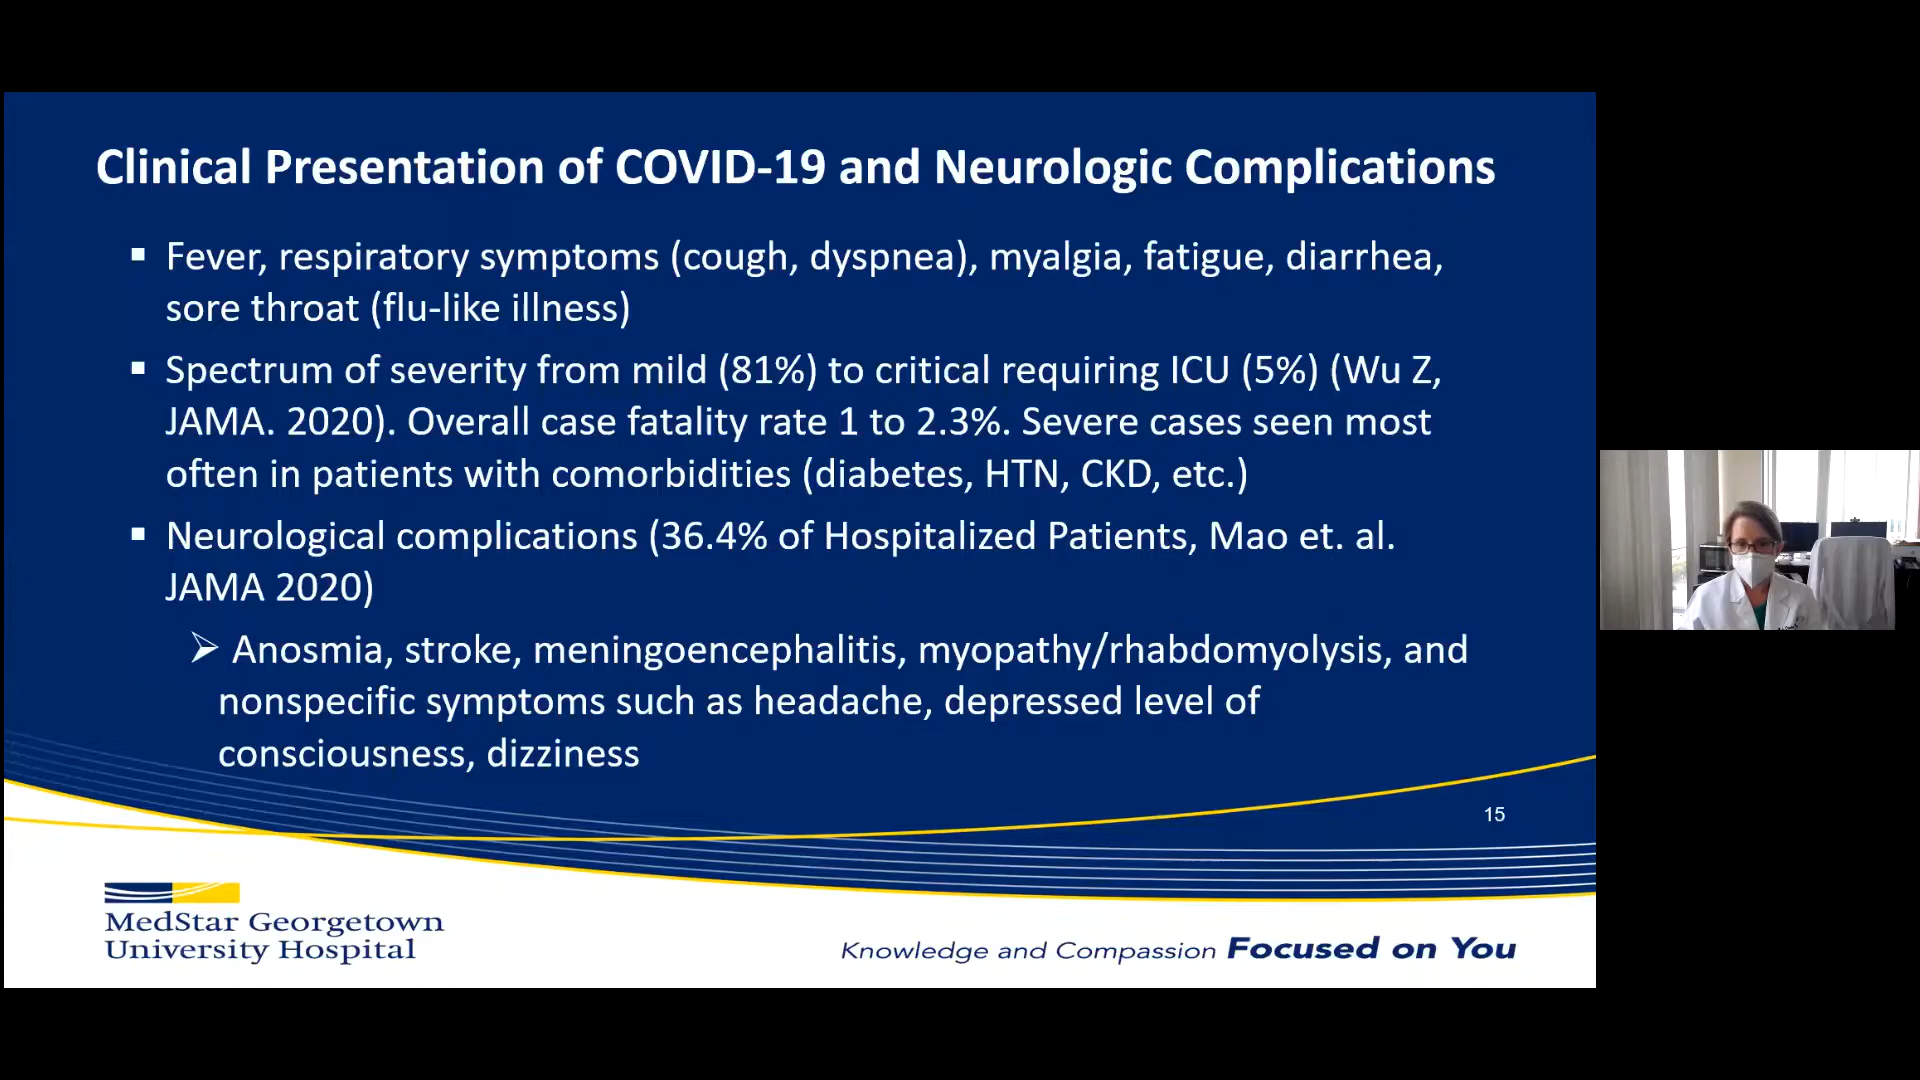 Clinical Presentation of COVID-19 and Neurologic Complications
▪ Fever, respiratory symptoms (cough, dyspnea), myalgia, fatigue, diarrhea,
sore throat (flu-like illness)
▪ Spectrum of severity from mild (81%) to critical requiring ICU (5%) (Wu Z,
JAMA. 2020). Overall case fatality rate 1 to 2.3%. Severe cases seen most
often in patients with comorbidities (diabetes, HTN, CKD, etc.)
▪ Neurological complications (36.4% of Hospitalized Patients, Mao et. al.
JAMA 2020)
➢ Anosmia, stroke, meningoencephalitis, myopathy/rhabdomyolysis, and
nonspecific symptoms such as headache, depressed level of
consciousness, dizziness
15
MedStar Georgetown
University Hospital
Knowledge and Compassion Focused on You